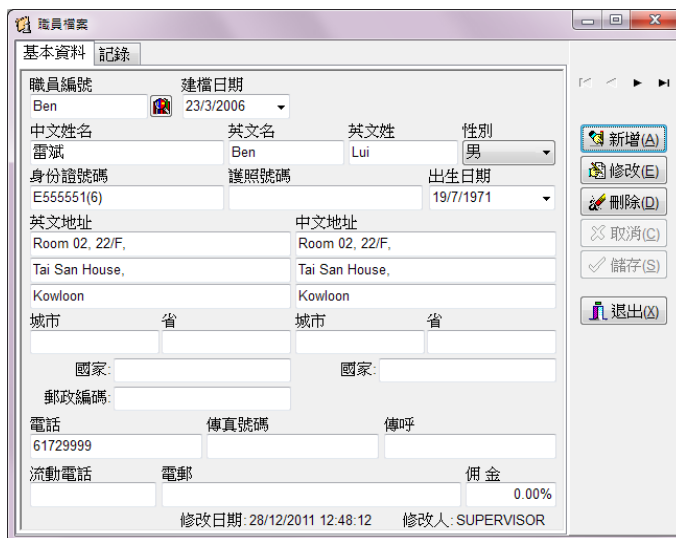 職員檔案
基本資料 記錄
職員編號 建檔日期
Ben 23/3/2006
中文姓名 英文名 英文姓 性別
雷斌 Ben Lui 男
身份證號碼 護照號碼 出生日期
E555551(6) 19/7/1971
英文地址 中文地址
Room 02, 22/F, Room 02, 22/F,
Tai San House, Tai San House,
Kowloon Kowloon
城市 省 城市 省
國家: 國家:
郵政編碼:
電話 傳真號碼 傳呼
61729999
流動電話 電郵 佣 金
0.00%
修改日期: 28/12/2011 12:48:12 修改人: SUPERVISOR
新增(A)
修改(E)
刪除(D)
取消(C)
儲存(S)
退出(X)